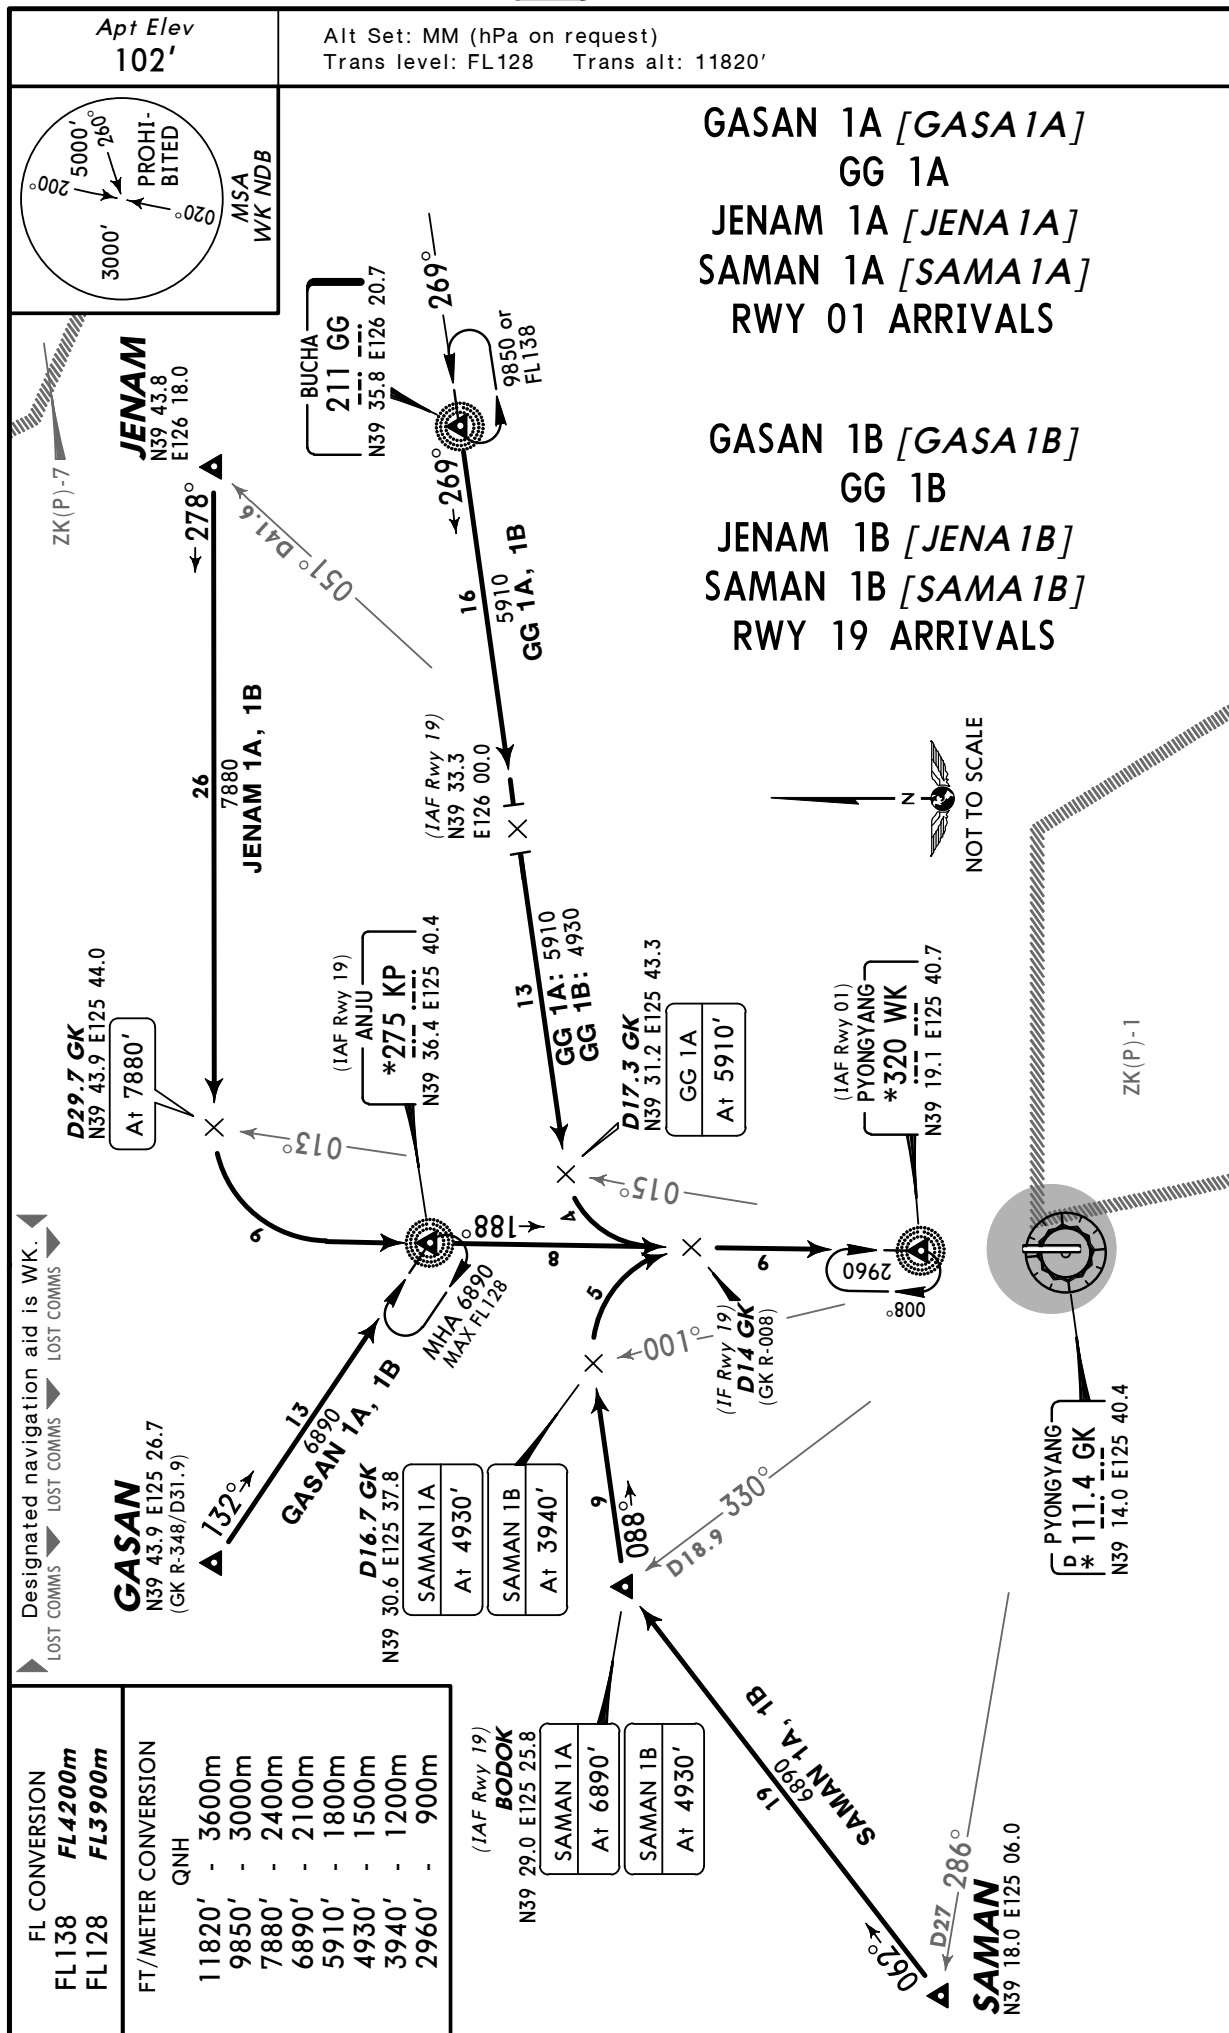 Apt Elev
102'
Alt Set: MM (hPa on request)
Trans level: FL128 Trans alt: 11820'
200°
5000'
260°
PROHI-
BITED
020°
3000'
MSA
WK NDB
GASAN 1A [GASA1A]
GG 1A
JENAM 1A [JENA1A]
SAMAN 1A [SAMA1A]
RWY 01 ARRIVALS
GASAN 1B [GASA1B]
GG 1B
JENAM 1B [JENA1B]
SAMAN 1B [SAMA1B]
RWY 19 ARRIVALS
ZK(P)-7
JENAM
N39 43.8
E126 18.0
278°
051° D41.6
26
7880
JENAM 1A, 1B
BUCHA
211 GG
N39 35.8 E126 20.7
269°
9850 or
FL138
269°
16
5910
GG 1A, 1B
(IAF Rwy 19)
N39 33.3
E126 00.0
13
GG 1A: 5910
GG 1B: 4930
D29.7 GK
N39 43.9 E125 44.0
At 7880'
013°
6
(IAF Rwy 19)
ANJU
*275 KP
N39 36.4 E125 40.4
188°
8
MHA 6890
MAX FL128
D17.3 GK
N39 31.2 E125 43.3
GG 1A
At 5910'
015°
4
5
NOT TO SCALE
N
(IAF Rwy 01)
PYONGYANG
*320 WK
N39 19.1 E125 40.7
9
2960
008°
(IF Rwy 19)
D14 GK
(GK R-008)
001°
ZK(P)-1
PYONGYANG
D
*111.4 GK
N39 14.0 E125 40.4
Designated navigation aid is WK.
LOST COMMS LOST COMMS LOST COMMS LOST COMMS
GASAN
N39 43.9 E125 26.7
(GK R-348/D31.9)
132°
13
6890
GASAN 1A, 1B
D16.7 GK
N39 30.6 E125 37.8
SAMAN 1A
At 4930'
SAMAN 1B
At 3940'
9
088°
D18.9 330°
(IAF Rwy 19)
BODOK
N39 29.0 E125 25.8
SAMAN 1A
At 6890'
SAMAN 1B
At 4930'
19
6890
SAMAN 1A, 1B
062°
D27 286°
SAMAN
N39 18.0 E125 06.0
FL CONVERSION
FL138 FL4200m
FL128 FL3900m
FT/METER CONVERSION
QNH
11820' - 3600m
9850' - 3000m
7880' - 2400m
6890' - 2100m
5910' - 1800m
4930' - 1500m
3940' - 1200m
2960' - 900m